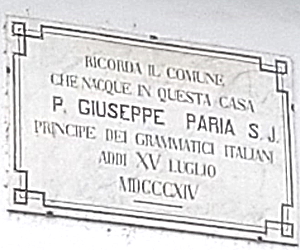 RICORDA IL COMUNE
CHE NACQUE IN QUESTA CASA
P. GIUSEPPE PARIA S. J.
PRINCIPE DEI GRAMMATICI ITALIANI
ADDI XV LUGLIO
MDCCCXIV